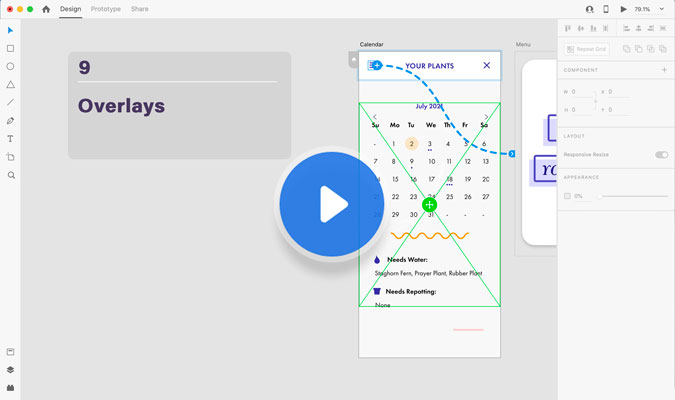 Design Prototype Share
79.1%
9
Overlays
Calendar
Menu
YOUR PLANTS
July 2021
Su Mo Tu We Th Fr Sa
- 1 2 3 4 5 6
7 8 9 10 11 12 13
14 15 16 17 18 19 20
21 22 23 24 25 26 27
28 29 30 31 - - -
Needs Water:
Staghorn Fern, Prayer Plant, Rubber Plant
Needs Repotting:
None
Repeat Grid
COMPONENT
W 0 X 0
H 0 Y 0
LAYOUT
Responsive Resize
APPEARANCE
0%